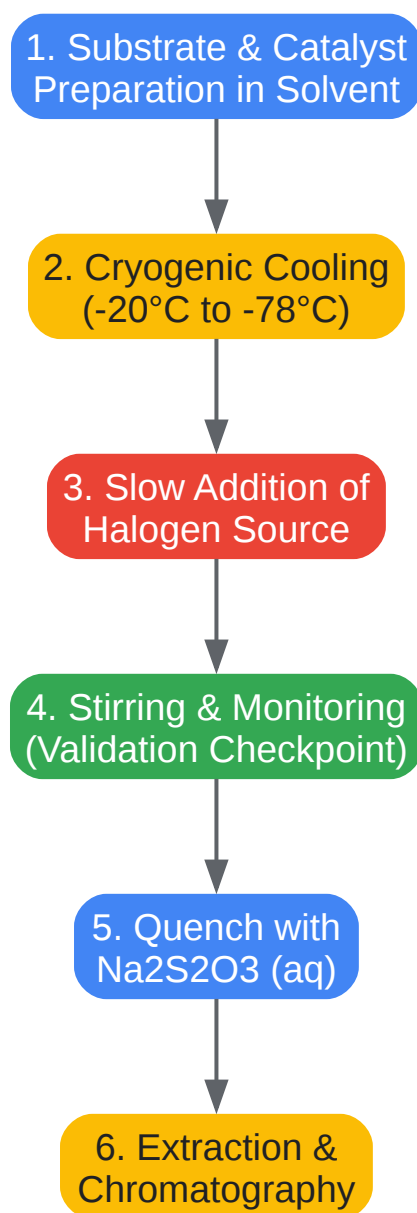 1. Substrate & Catalyst
Preparation in Solvent
2. Cryogenic Cooling
(-20°C to -78°C)
3. Slow Addition of
Halogen Source
4. Stirring & Monitoring
(Validation Checkpoint)
5. Quench with
Na2S2O3 (aq)
6. Extraction &
Chromatography